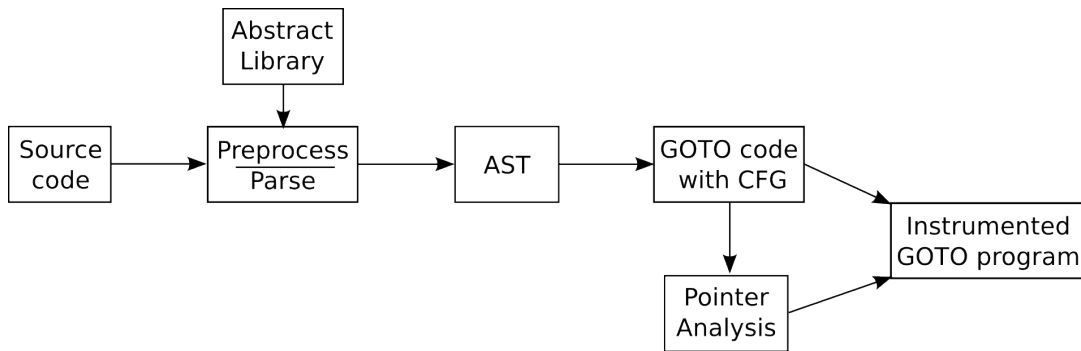 Abstract
Library
Source
code
Preprocess
Parse
AST
GOTO code
with CFG
Instrumented
GOTO program
Pointer
Analysis